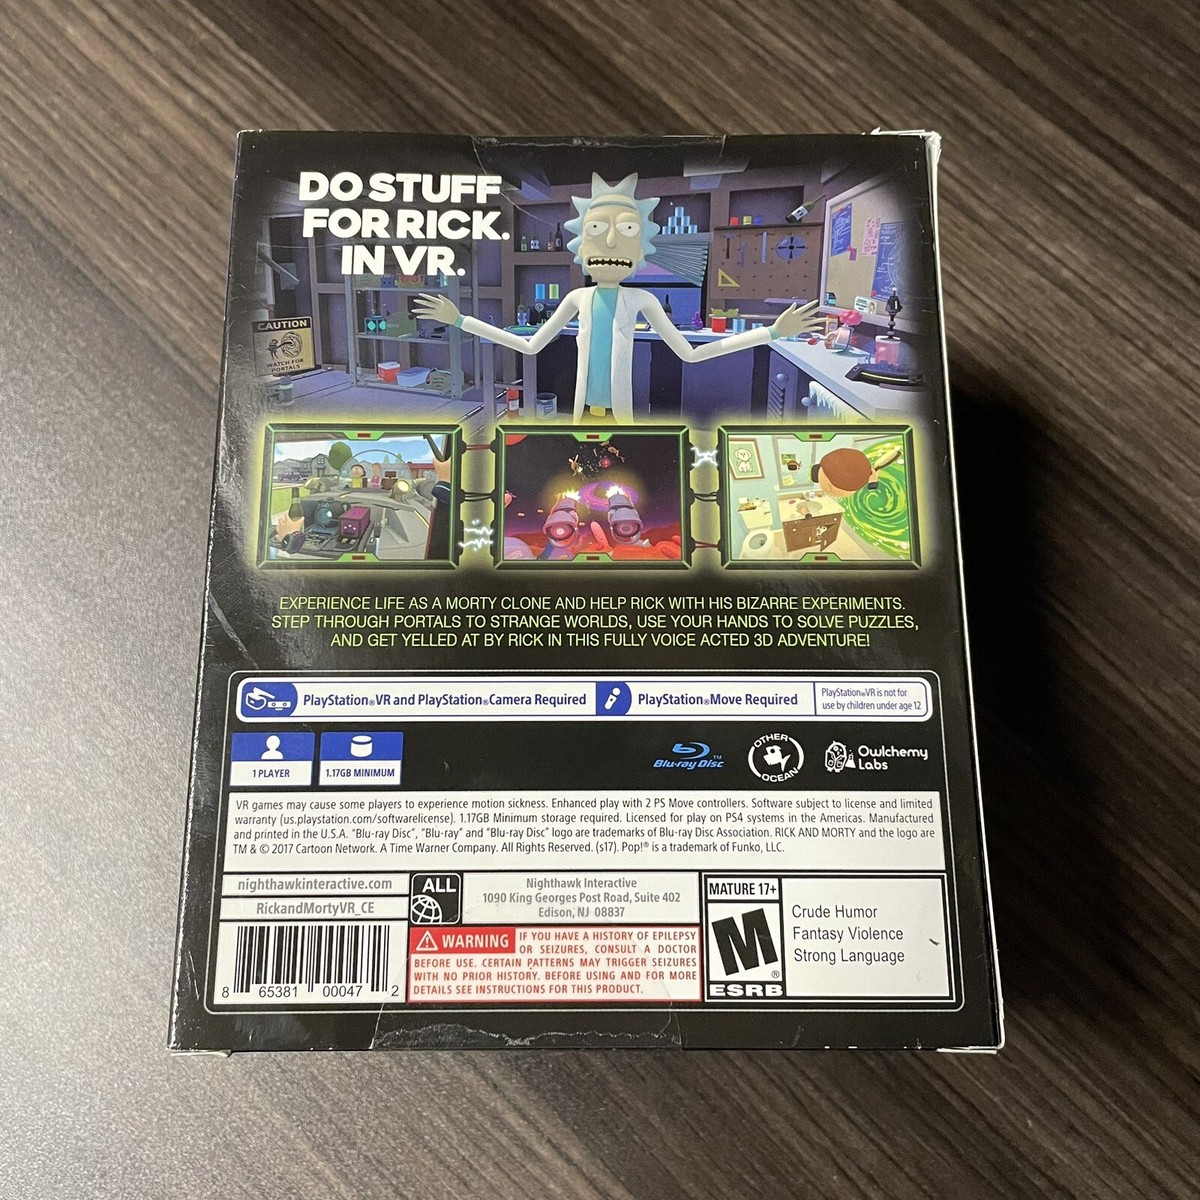 DO STUFF
FOR RICK.
IN VR.
CAUTION
WATCH FOR
PORTALS
EXPERIENCE LIFE AS A MORTY CLONE AND HELP RICK WITH HIS BIZARRE EXPERIMENTS.
STEP THROUGH PORTALS TO STRANGE WORLDS, USE YOUR HANDS TO SOLVE PUZZLES,
AND GET YELLED AT BY RICK IN THIS FULLY VOICE ACTED 3D ADVENTURE!
PlayStation®VR and PlayStation®Camera Required
PlayStation®Move Required
PlayStation®VR is not for
use by children under age 12
1 PLAYER
1.17GB MINIMUM
Blu-ray Disc™
OTHER
OCEAN
Owlchemy
Labs
VR games may cause some players to experience motion sickness. Enhanced play with 2 PS Move controllers. Software subject to license and limited
warranty (us.playstation.com/softwarelicense). 1.17GB Minimum storage required. Licensed for play on PS4 systems in the Americas. Manufactured
and printed in the U.S.A. "Blu-ray Disc", "Blu-ray" and "Blu-ray Disc" logo are trademarks of Blu-ray Disc Association. RICK AND MORTY and the logo are
TM & © 2017 Cartoon Network. A Time Warner Company. All Rights Reserved. (s17). Pop!® is a trademark of Funko, LLC.
nighthawkinteractive.com
RickandMortyVR_CE
8 65381 00047 2
ALL
Nighthawk Interactive
1090 King Georges Post Road, Suite 402
Edison, NJ 08837
WARNING IF YOU HAVE A HISTORY OF EPILEPSY
OR SEIZURES, CONSULT A DOCTOR
BEFORE USE. CERTAIN PATTERNS MAY TRIGGER SEIZURES
WITH NO PRIOR HISTORY. BEFORE USING AND FOR MORE
DETAILS SEE INSTRUCTIONS FOR THIS PRODUCT.
MATURE 17+
M®
ESRB
Crude Humor
Fantasy Violence
Strong Language